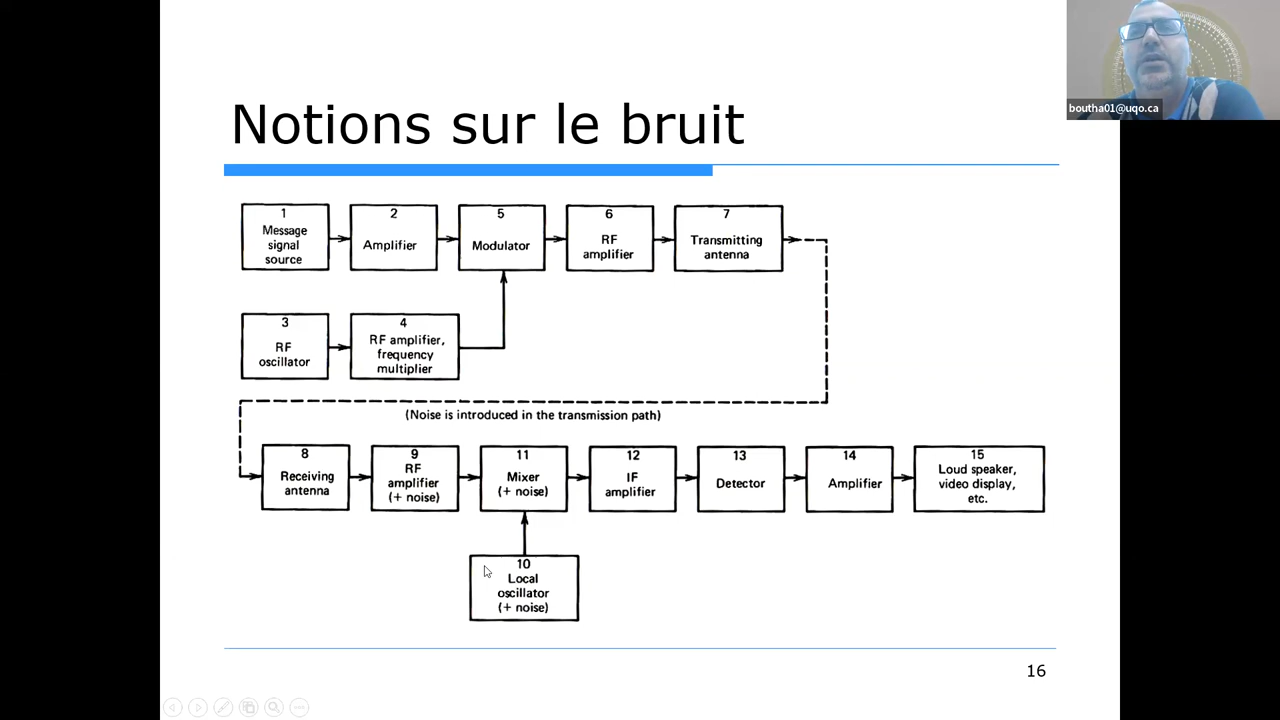 boutha01@uqo.ca
Notions sur le bruit
1
Message
signal
source
2
Amplifier
5
Modulator
6
RF
amplifier
7
Transmitting
antenna
3
RF
oscillator
4
RF amplifier,
frequency
multiplier
(Noise is introduced in the transmission path)
8
Receiving
antenna
9
RF
amplifier
(+ noise)
11
Mixer
(+ noise)
12
IF
amplifier
13
Detector
14
Amplifier
15
Loud speaker,
video display,
etc.
10
Local
oscillator
(+ noise)
16